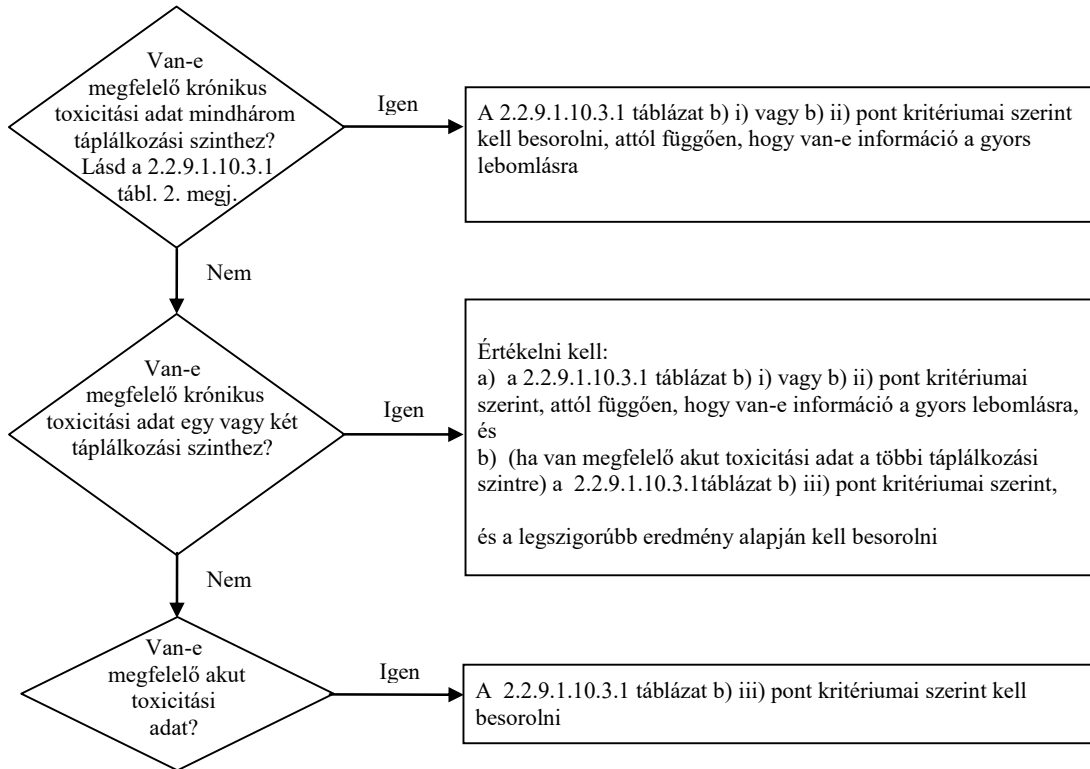 Van-e
megfelelő krónikus
toxicitási adat mindhárom
táplálkozási szinthez?
Lásd a 2.2.9.1.10.3.1
tábl. 2. megj.
Igen
A 2.2.9.1.10.3.1 táblázat b) i) vagy b) ii) pont kritériumai szerint
kell besorolni, attól függően, hogy van-e információ a gyors
lebomlásra
Nem
Van-e
megfelelő krónikus
toxicitási adat egy vagy két
táplálkozási szinthez?
Igen
Értékelni kell:
a) a 2.2.9.1.10.3.1 táblázat b) i) vagy b) ii) pont kritériumai
szerint, attól függően, hogy van-e információ a gyors lebomlásra,
és
b) (ha van megfelelő akut toxicitási adat a többi táplálkozási
szintre) a 2.2.9.1.10.3.1táblázat b) iii) pont kritériumai szerint,
és a legszigorúbb eredmény alapján kell besorolni
Nem
Van-e
megfelelő akut
toxicitási
adat?
Igen
A 2.2.9.1.10.3.1 táblázat b) iii) pont kritériumai szerint kell
besorolni